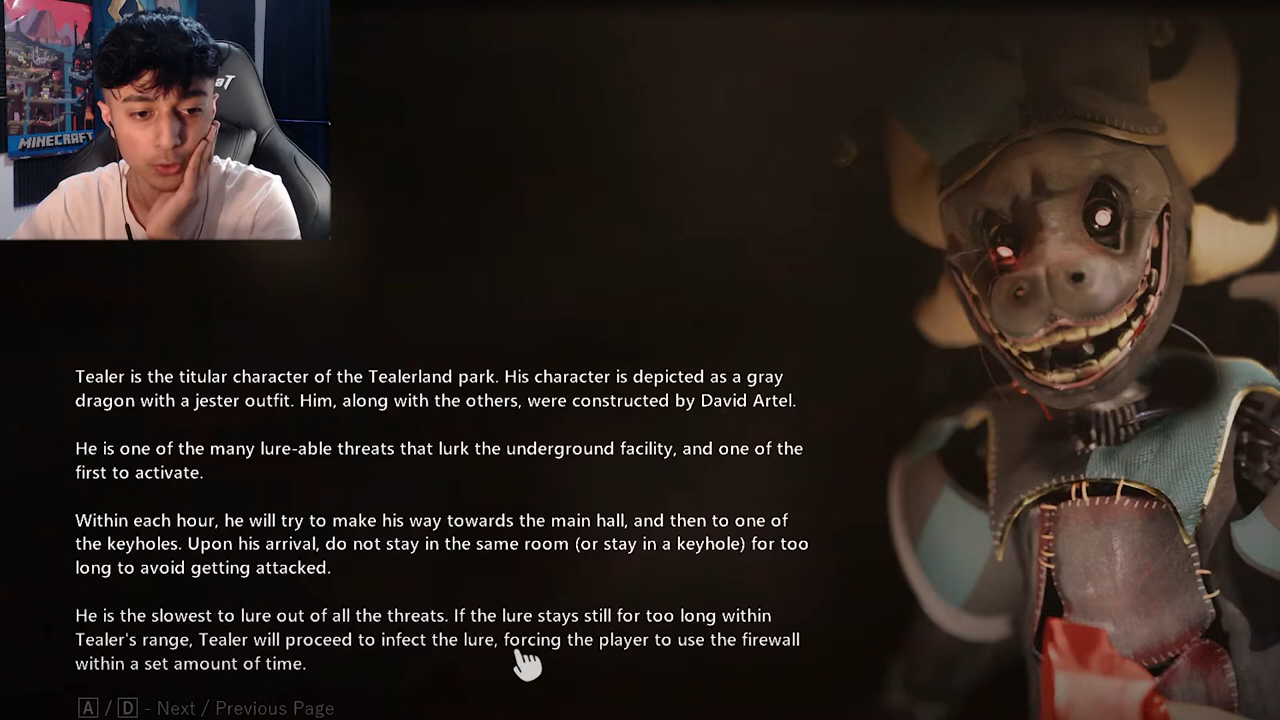 aT
MINECRAFT
Tealer is the titular character of the Tealerland park. His character is depicted as a gray
dragon with a jester outfit. Him, along with the others, were constructed by David Artel.
He is one of the many lure-able threats that lurk the underground facility, and one of the
first to activate.
Within each hour, he will try to make his way towards the main hall, and then to one of
the keyholes. Upon his arrival, do not stay in the same room (or stay in a keyhole) for too
long to avoid getting attacked.
He is the slowest to lure out of all the threats. If the lure stays still for too long within
Tealer's range, Tealer will proceed to infect the lure, forcing the player to use the firewall
within a set amount of time.
A / D - Next / Previous Page